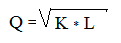 Q = √K * L